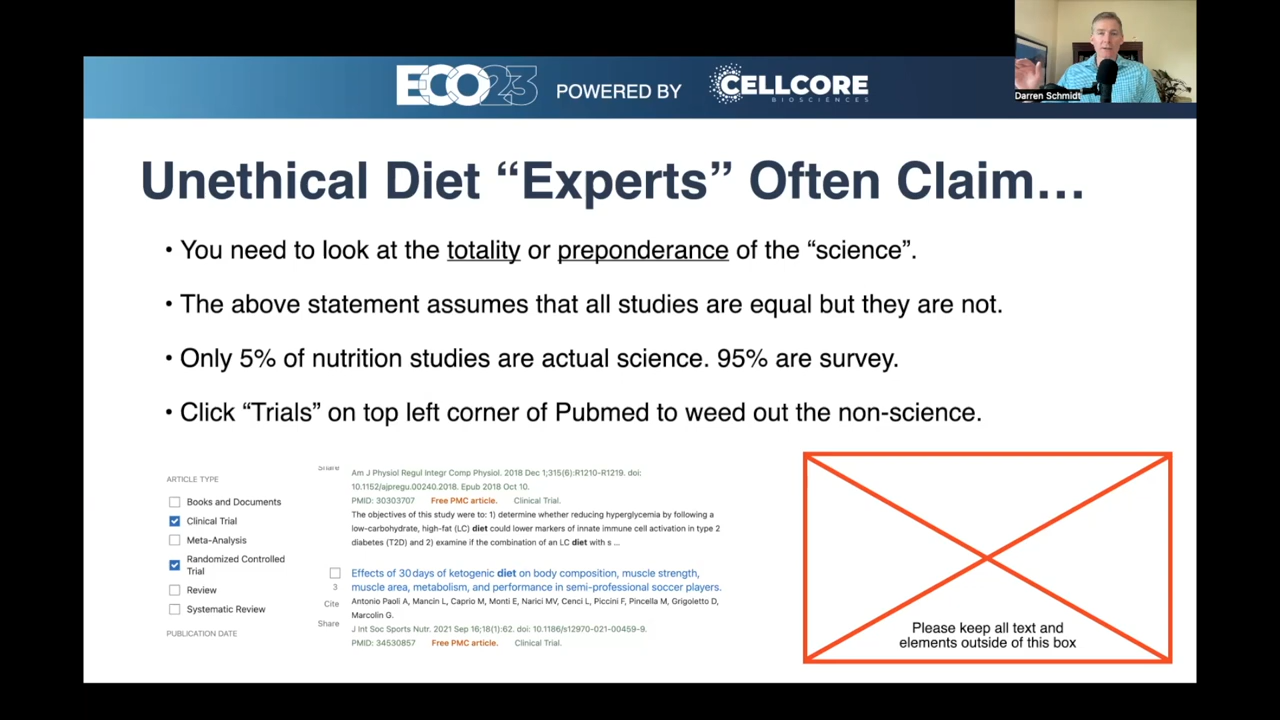 ECO23 POWERED BY CELLCORE
BIOSCIENCES
Darren Schmidt
Unethical Diet “Experts” Often Claim…
• You need to look at the totality or preponderance of the “science”.
• The above statement assumes that all studies are equal but they are not.
• Only 5% of nutrition studies are actual science. 95% are survey.
• Click “Trials” on top left corner of Pubmed to weed out the non-science.
ARTICLE TYPE
Books and Documents
Clinical Trial
Meta-Analysis
Randomized Controlled
Trial
Review
Systematic Review
PUBLICATION DATE
Share
Am J Physiol Regul Integr Comp Physiol. 2018 Dec 1;315(6):R1210-R1219. doi:
10.1152/ajpregu.00240.2018. Epub 2018 Oct 10.
PMID: 30303707 Free PMC article. Clinical Trial.
The objectives of this study were to: 1) determine whether reducing hyperglycemia by following a
low-carbohydrate, high-fat (LC) diet could lower markers of innate immune cell activation in type 2
diabetes (T2D) and 2) examine if the combination of an LC diet with s ...
3
Cite
Share
Effects of 30 days of ketogenic diet on body composition, muscle strength,
muscle area, metabolism, and performance in semi-professional soccer players.
Antonio Paoli A, Mancin L, Caprio M, Monti E, Narici MV, Cenci L, Piccini F, Pincella M, Grigoletto D,
Marcolin G.
J Int Soc Sports Nutr. 2021 Sep 16;18(1):62. doi: 10.1186/s12970-021-00459-9.
PMID: 34530857 Free PMC article. Clinical Trial.
Please keep all text and
elements outside of this box